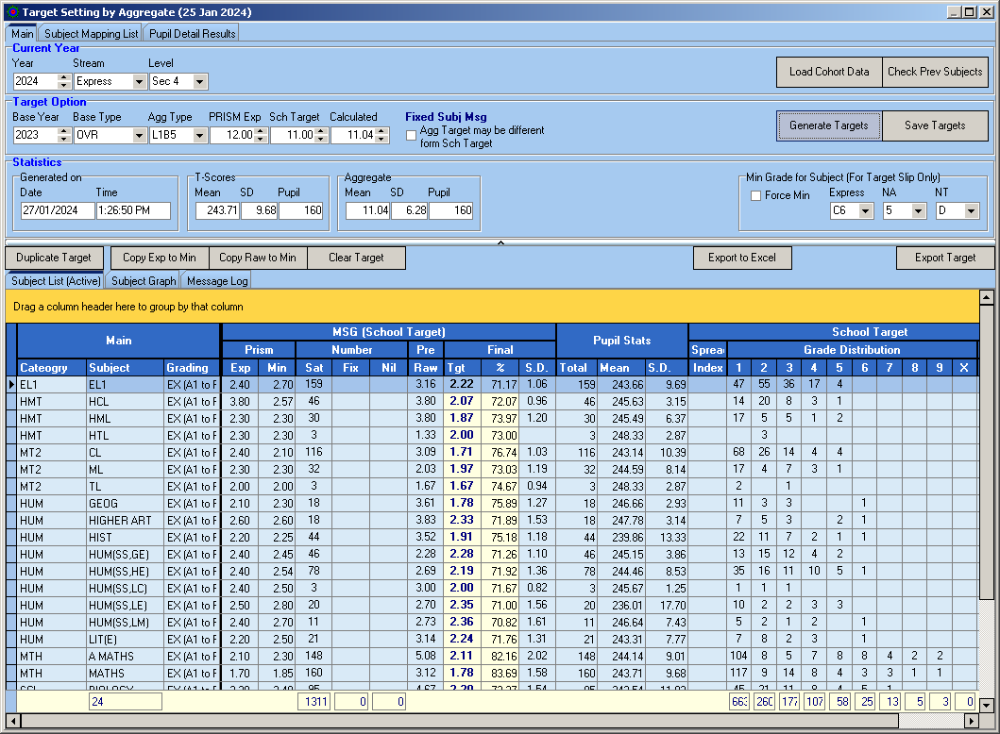 Target Setting by Aggregate (25 Jan 2024)
Main Subject Mapping List Pupil Detail Results
Current Year
Year Stream Level
2024 Express Sec 4 Load Cohort Data Check Prev Subjects
Target Option
Base Year Base Type Agg Type PRISM Exp Sch Target Calculated Fixed Subj Msg
2023 OVR L1B5 12.00 11.00 11.04 Agg Target may be different Generate Targets Save Targets
form Sch Target
Statistics
Generated on T-Scores Aggregate Min Grade for Subject (For Target Slip Only)
Date Time Mean SD Pupil Mean SD Pupil Force Min Express NA NT
27/01/2024 1:26:50 PM 243.71 9.68 160 11.04 6.28 160 C6 5 D
Duplicate Target Copy Exp to Min Copy Raw to Min Clear Target Export to Excel Export Target
Subject List (Active) Subject Graph Message Log
Drag a column header here to group by that column
Main MSG (School Target) Pupil Stats School Target
Prism Number Pre Final Sprea Grade Distribution
Cateogry Subject Grading Exp Min Sat Fix Nil Raw Tgt % S.D. Total Mean S.D. Index 1 2 3 4 5 6 7 8 9 X
EL1 EL1 EX (A1 to F 2.40 2.70 159 3.16 2.22 71.17 1.06 159 243.66 9.69 47 55 36 17 4
HMT HCL EX (A1 to F 3.80 2.57 46 3.80 2.07 72.07 0.96 46 245.63 3.15 14 20 8 3 1
HMT HML EX (A1 to F 2.30 2.30 30 3.80 1.87 73.97 1.20 30 245.49 6.37 17 5 5 1 2
HMT HTL EX (A1 to F 2.30 2.30 3 1.33 2.00 73.00 3 248.33 2.87 3
MT2 CL EX (A1 to F 2.40 2.10 116 3.09 1.71 76.74 1.03 116 243.14 10.39 68 26 14 4 4
MT2 ML EX (A1 to F 2.30 2.30 32 2.03 1.97 73.03 1.19 32 244.59 8.14 17 4 7 3 1
MT2 TL EX (A1 to F 2.00 2.00 3 1.67 1.67 74.67 0.94 3 248.33 2.87 2 1
HUM GEOG EX (A1 to F 2.10 2.30 18 3.61 1.78 75.89 1.27 18 246.66 2.93 11 3 3 1
HUM HIGHER ART EX (A1 to F 2.60 2.60 18 3.83 2.33 71.89 1.53 18 247.78 3.14 7 5 3 2 1
HUM HIST EX (A1 to F 2.20 2.25 44 3.52 1.91 75.18 1.18 44 239.86 13.33 22 11 7 2 1 1
HUM HUM(SS,GE) EX (A1 to F 2.40 2.45 46 2.28 2.28 71.26 1.10 46 245.15 3.86 13 15 12 4 2
HUM HUM(SS,HE) EX (A1 to F 2.40 2.54 78 2.69 2.19 71.92 1.36 78 244.46 8.53 35 16 11 10 5 1
HUM HUM(SS,LC) EX (A1 to F 2.40 2.50 3 3.00 2.00 71.67 0.82 3 245.67 1.25 1 1 1
HUM HUM(SS,LE) EX (A1 to F 2.50 2.80 20 2.70 2.35 71.00 1.56 20 236.01 17.70 10 2 2 3 3
HUM HUM(SS,LM) EX (A1 to F 2.40 2.70 11 2.73 2.36 70.82 1.61 11 246.64 7.43 5 2 1 2 1
HUM LIT(E) EX (A1 to F 2.20 2.50 21 3.14 2.24 71.76 1.31 21 243.31 7.77 7 8 2 3 1
MTH A MATHS EX (A1 to F 2.10 2.30 148 5.08 2.11 82.16 2.02 148 244.14 9.01 104 8 5 7 8 8 4 2 2
MTH MATHS EX (A1 to F 1.70 1.85 160 3.12 1.78 83.69 1.58 160 243.71 9.68 117 9 14 8 4 3 3 1 1
24 1311 0 0 663 260 177 107 58 25 13 5 3 0